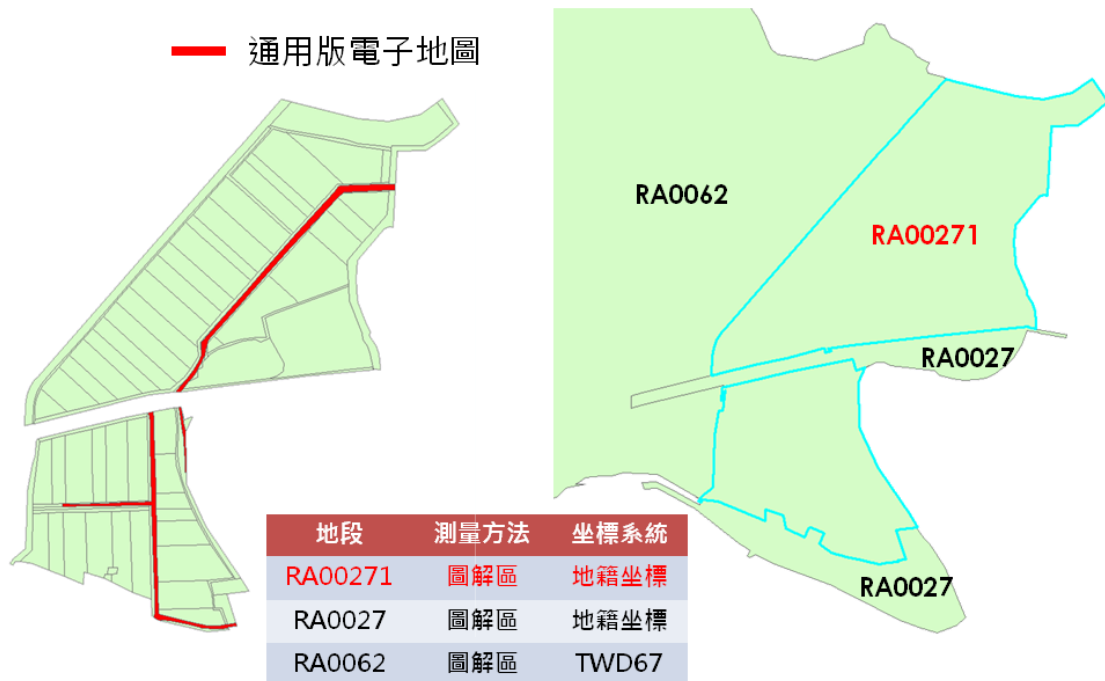 通用版電子地圖
RA0062
RA00271
RA0027
地段 測量方法 坐標系統
RA00271 圖解區 地籍坐標
RA0027 圖解區 地籍坐標
RA0062 圖解區 TWD67
RA0027